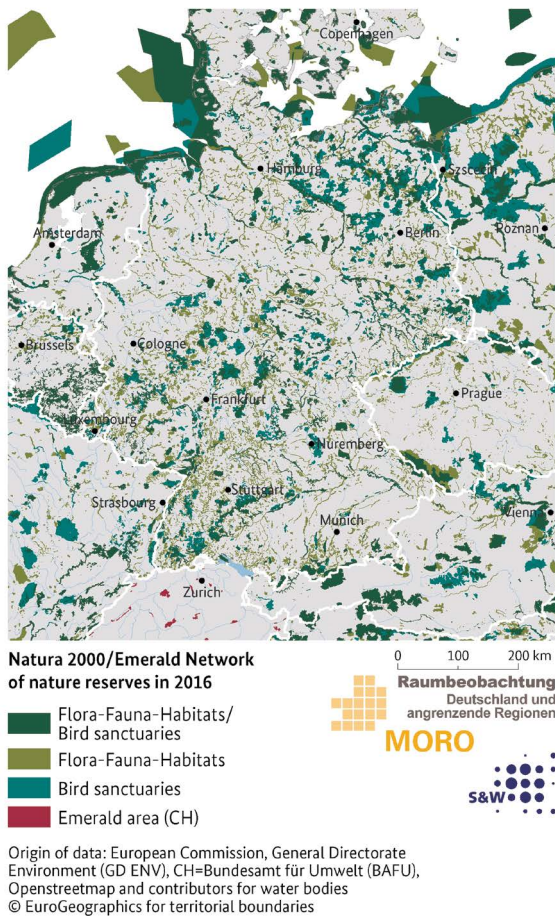 Copenhagen
Hamburg
Szczecin
Amsterdam
Berlin
Poznan
Brussels
Cologne
Prague
Frankfurt
Luxembourg
Nuremberg
Strasbourg
Stuttgart
Vienna
Munich
Zurich
Natura 2000/Emerald Network
of nature reserves in 2016
0 100 200 km
Flora-Fauna-Habitats/
Bird sanctuaries
Flora-Fauna-Habitats
Bird sanctuaries
Emerald area (CH)
Raumbeobachtung
Deutschland und
angrenzende Regionen
MORO
S&W
Origin of data: European Commission, General Directorate
Environment (GD ENV), CH=Bundesamt für Umwelt (BAFU),
Openstreetmap and contributors for water bodies
© EuroGeographics for territorial boundaries